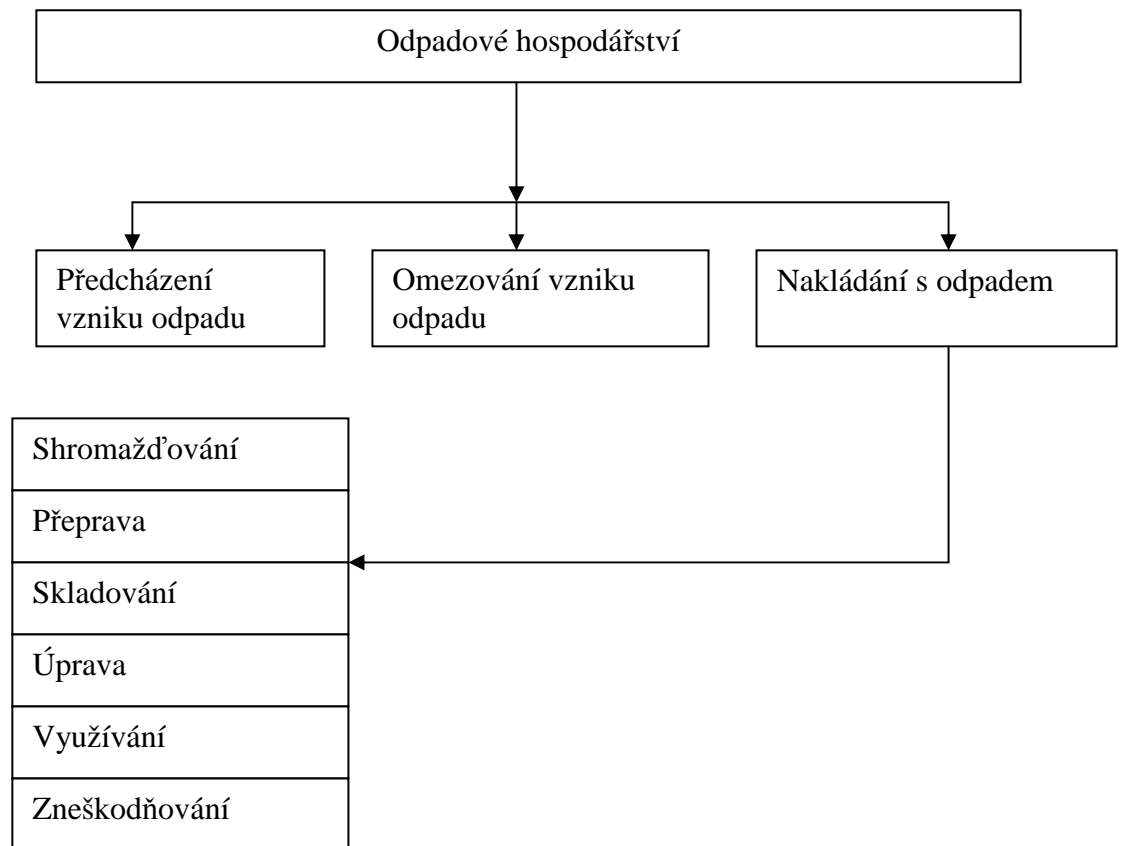 Odpadové hospodářství
Předcházení
vzniku odpadu
Omezování vzniku
odpadu
Nakládání s odpadem
Shromažďování
Přeprava
Skladování
Úprava
Využívání
Zneškodňování